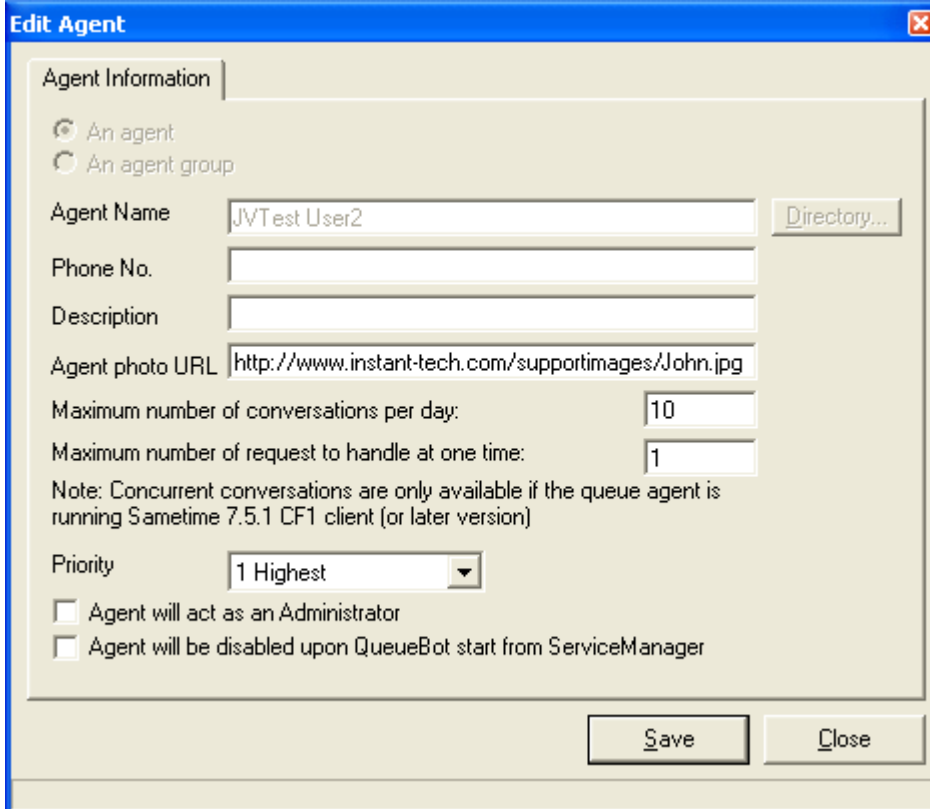 Edit Agent
Agent Information
An agent
An agent group
Agent Name JVTest User2 Directory...
Phone No.
Description
Agent photo URL http://www.instant-tech.com/supportimages/John.jpg
Maximum number of conversations per day: 10
Maximum number of request to handle at one time: 1
Note: Concurrent conversations are only available if the queue agent is
running Sametime 7.5.1 CF1 client (or later version)
Priority 1 Highest
Agent will act as an Administrator
Agent will be disabled upon QueueBot start from ServiceManager
Save Close